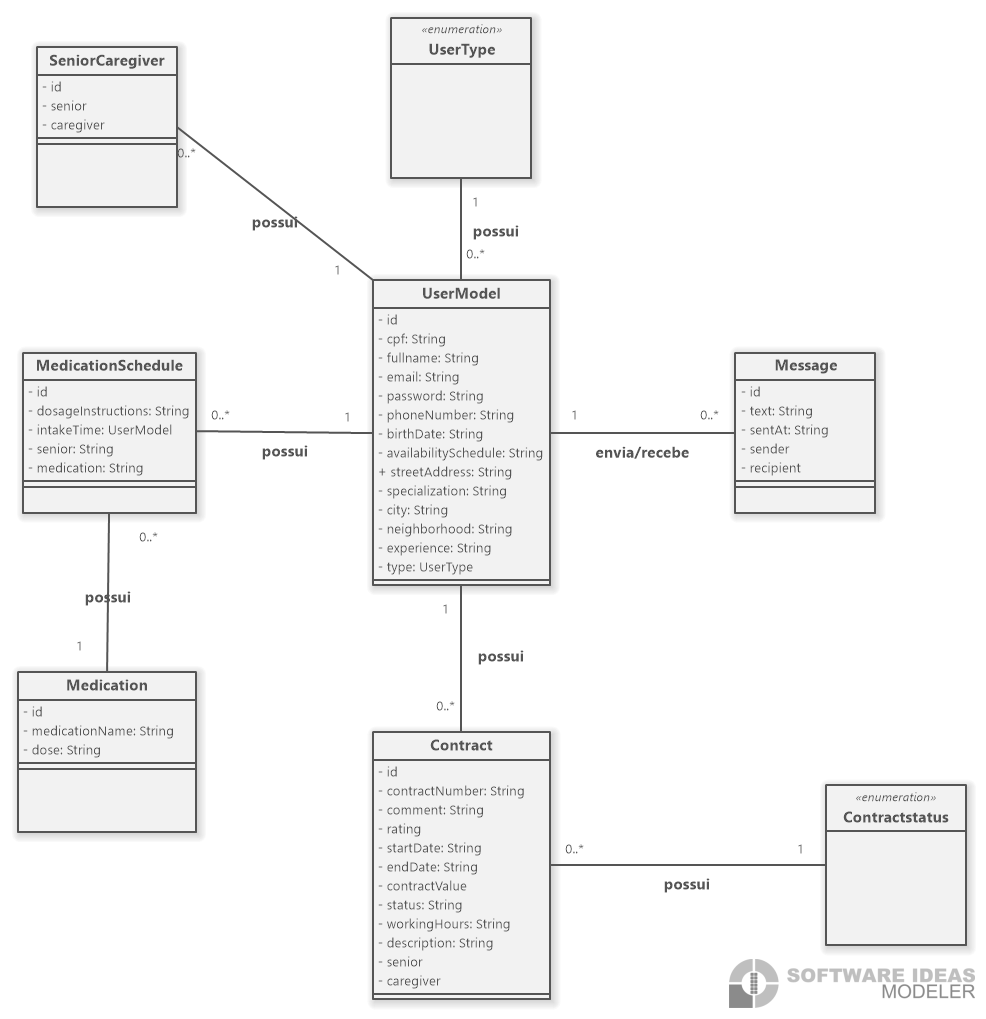 SeniorCaregiver
- id
- senior
- caregiver
«enumeration»
UserType
0..*
possui
1
1
possui
0..*
UserModel
- id
- cpf: String
- fullname: String
- email: String
- password: String
- phoneNumber: String
- birthDate: String
- availabilitySchedule: String
+ streetAddress: String
- specialization: String
- city: String
- neighborhood: String
- experience: String
- type: UserType
MedicationSchedule
- id
- dosageInstructions: String
- intakeTime: UserModel
- senior: String
- medication: String
0..*
possui
1
1
envia/recebe
0..*
Message
- id
- text: String
- sentAt: String
- sender
- recipient
0..*
possui
1
Medication
- id
- medicationName: String
- dose: String
1
possui
0..*
Contract
- id
- contractNumber: String
- comment: String
- rating
- startDate: String
- endDate: String
- contractValue
- status: String
- workingHours: String
- description: String
- senior
- caregiver
0..*
possui
1
«enumeration»
Contractstatus
SOFTWARE IDEAS
MODELER